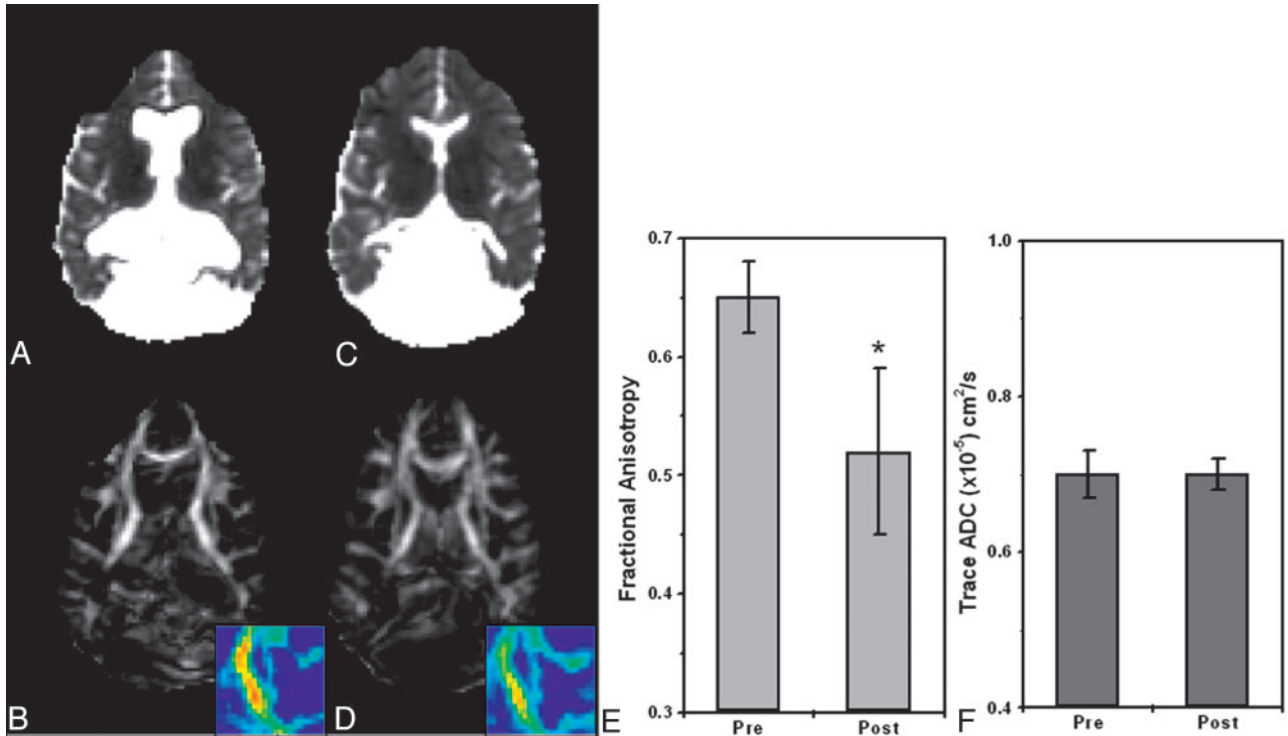 A
C
B
D
E
F
Fractional Anisotropy
0.7
0.6
0.5
0.4
0.3
*
Pre
Post
Trace ADC (x10⁻⁵) cm²/s
1.0
0.8
0.6
0.4
Pre
Post